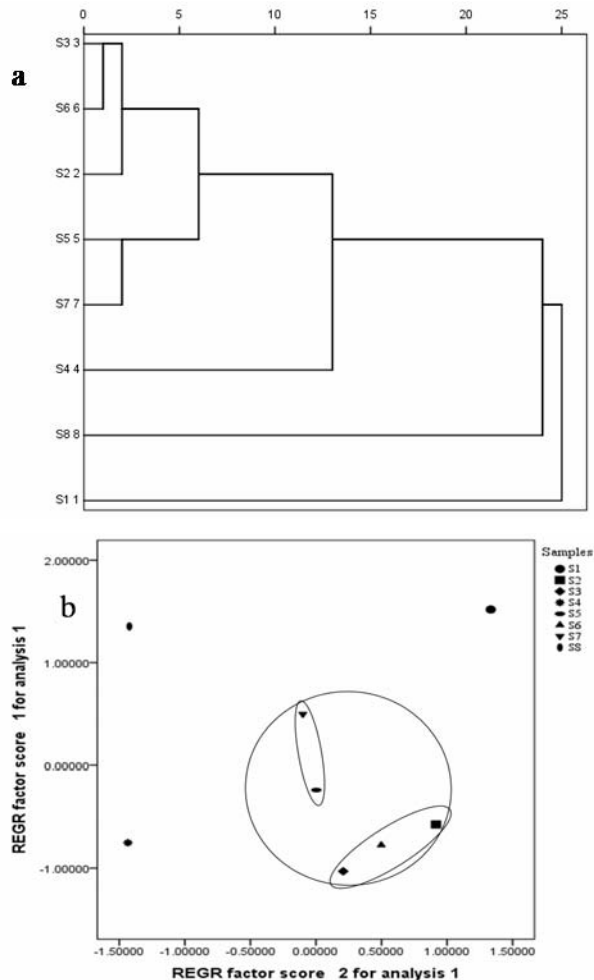 0 5 10 15 20 25
a
S3 3
S6 6
S2 2
S5 5
S7 7
S4 4
S8 8
S1 1
b
REGR factor score 1 for analysis 1
2.00000
1.00000
0.00000
-1.00000
-1.50000 -1.00000 -0.50000 0.00000 0.50000 1.00000 1.50000
REGR factor score 2 for analysis 1
Samples
S1
S2
S3
S4
S5
S6
S7
S8